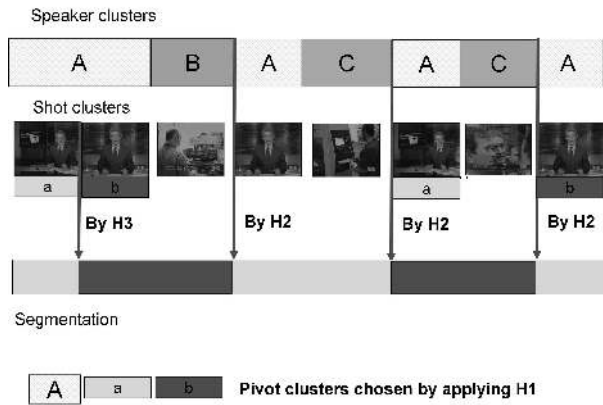 Speaker clusters
A B A C A C A
Shot clusters
a b a b
By H3 By H2 By H2 By H2
Segmentation
A a b Pivot clusters chosen by applying H1